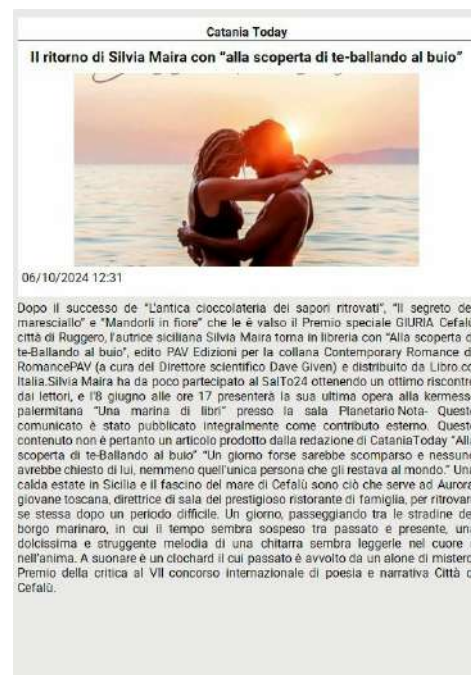 Catania Today
Il ritorno di Silvia Maira con “alla scoperta di te-ballando al buio”
06/10/2024 12:31
Dopo il successo de “L'antica cioccolateria dei sapori ritrovati”, “Il segreto de
maresciallo” e “Mandorli in fiore” che le è valso il Premio speciale GIURIA Cefalù
città di Ruggero, l'autrice siciliana Silvia Maira torna in libreria con “Alla scoperta d
te-Ballando al buio”, edito PAV Edizioni per la collana Contemporary Romance d
RomancePAV (a cura del Direttore scientifico Dave Given) e distribuito da Libro.co
Italia.Silvia Maira ha da poco partecipato al SalTo24 ottenendo un ottimo riscontro
dai lettori, e l'8 giugno alle ore 17 presenterà la sua ultima opera alla kermesse
palermitana “Una marina di libri” presso la sala Planetario Nota- Questo
comunicato è stato pubblicato integralmente come contributo esterno. Questo
contenuto non è pertanto un articolo prodotto dalla redazione di CataniaToday “Alla
scoperta di te-Ballando al buio” “Un giorno forse sarebbe scomparso e nessuno
avrebbe chiesto di lui, nemmeno quell'unica persona che gli restava al mondo.” Una
calda estate in Sicilia e il fascino del mare di Cefalù sono ciò che serve ad Aurora
giovane toscana, direttrice di sala del prestigioso ristorante di famiglia, per ritrovare
se stessa dopo un periodo difficile. Un giorno, passeggiando tra le stradine del
borgo marinaro, in cui il tempo sembra sospeso tra passato e presente, una
dolcissima e struggente melodia di una chitarra sembra leggerle nel cuore e
nell'anima. A suonare è un clochard il cui passato è avvolto da un alone di mistero
Premio della critica al VII concorso internazionale di poesia e narrativa Città d
Cefalù.